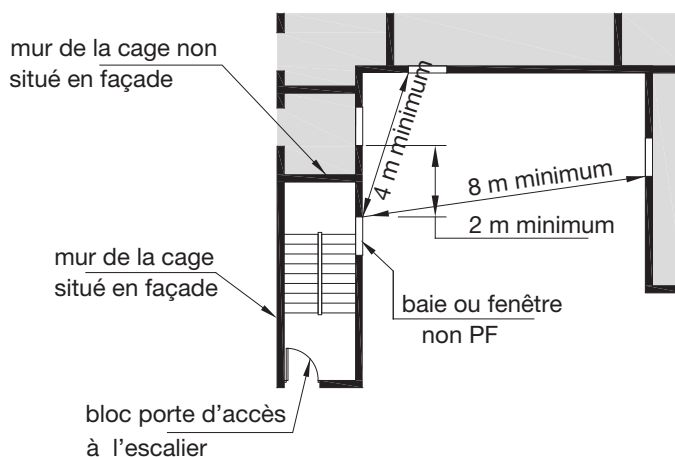 mur de la cage non
situé en façade
4 m minimum
8 m minimum
2 m minimum
mur de la cage
situé en façade
baie ou fenêtre
non PF
bloc porte d’accès
à l’escalier